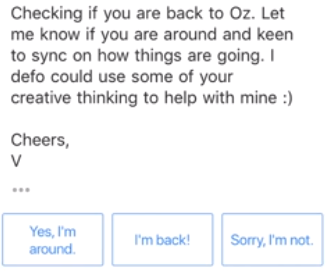 Checking if you are back to Oz. Let
me know if you are around and keen
to sync on how things are going. I
defo could use some of your
creative thinking to help with mine :)
Cheers,
V
•••
Yes, I'm
around.
I'm back!
Sorry, I'm not.